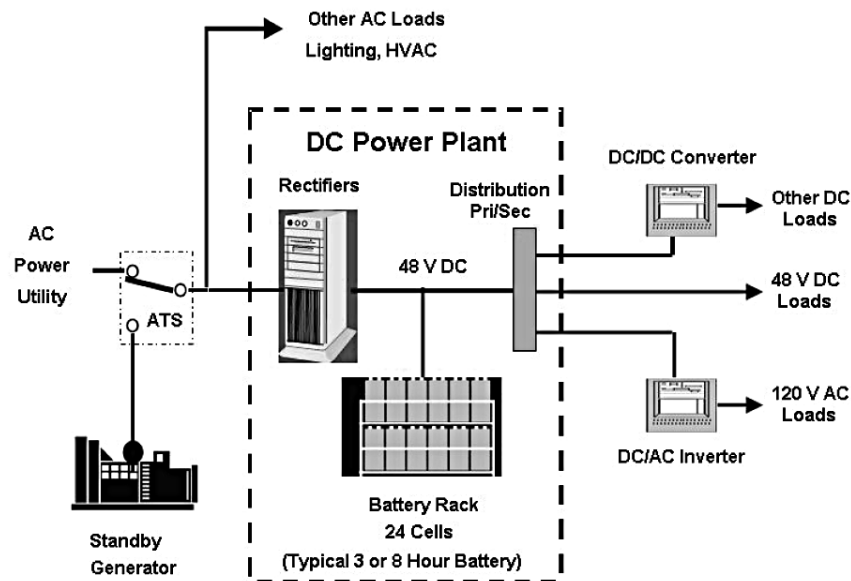 Other AC Loads
Lighting, HVAC
DC Power Plant
Rectifiers
Distribution
Pri/Sec
DC/DC Converter
Other DC
Loads
AC
Power
Utility
ATS
48 V DC
48 V DC
Loads
120 V AC
Loads
DC/AC Inverter
Battery Rack
24 Cells
(Typical 3 or 8 Hour Battery)
Standby
Generator